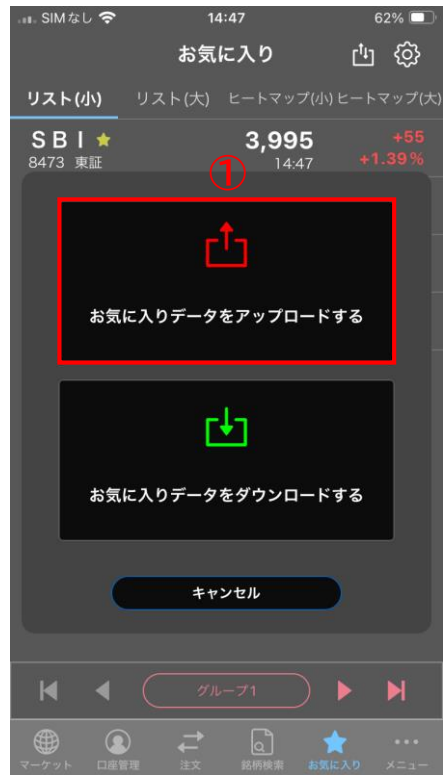 SIMなし 14:47 62%
お気に入り
リスト(小) リスト(大) ヒートマップ(小) ヒートマップ(大)
SBI 3,995 +55
8473 東証 14:47 +1.39%
①
お気に入りデータをアップロードする
お気に入りデータをダウンロードする
キャンセル
グループ1
マーケット 口座管理 注文 銘柄検索 お気に入り メニュー